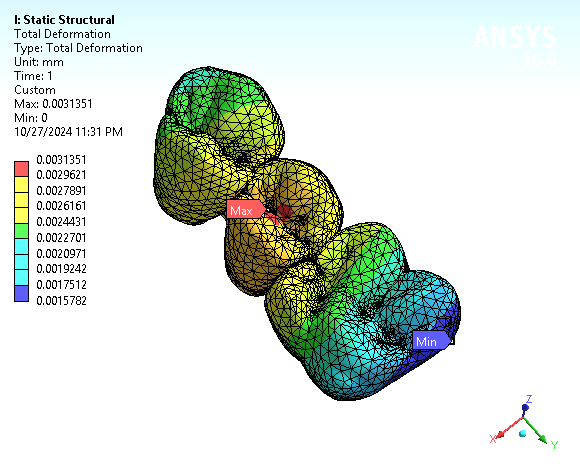 I: Static Structural
Total Deformation
Type: Total Deformation
Unit: mm
Time: 1
Custom
Max: 0.0031351
Min: 0
10/27/2024 11:31 PM
ANSYS
0.0031351
0.0029621
0.0027891
0.0026161
0.0024431
0.0022701
0.0020971
0.0019242
0.0017512
0.0015782
Max
Min
Z
X
Y